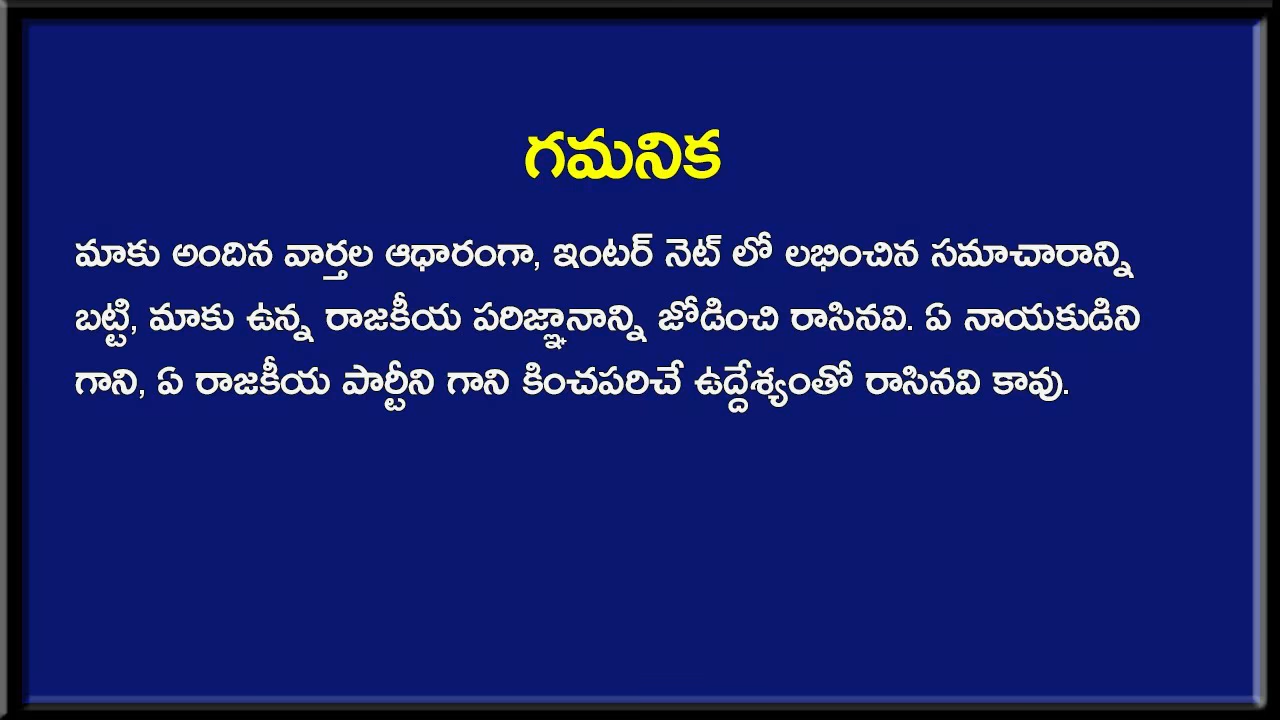 గమనిక
మాకు అందిన వార్తల ఆధారంగా, ఇంటర్ నెట్ లో లభించిన సమాచారాన్ని
బట్టి, మాకు ఉన్న రాజకీయ పరిజ్ఞానాన్ని జోడించి రాసినవి. ఏ నాయకుడిని
గాని, ఏ రాజకీయ పార్టీని గాని కించపరిచే ఉద్దేశ్యంతో రాసినవి కావు.